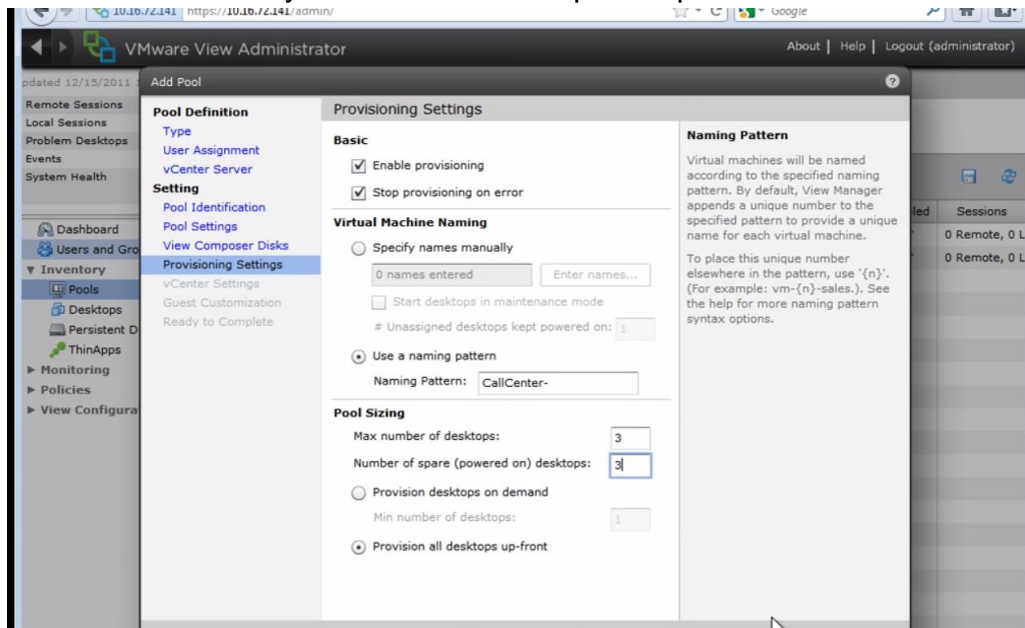 10.16.72.141 https://10.16.72.141/admin/
Google
VMware View Administrator
About | Help | Logout (administrator)
pdated 12/15/2011
Add Pool
Remote Sessions
Local Sessions
Problem Desktops
Events
System Health
Dashboard
Users and Gro
Inventory
Pools
Desktops
Persistent D
ThinApps
Monitoring
Policies
View Configura
Pool Definition
Type
User Assignment
vCenter Server
Setting
Pool Identification
Pool Settings
View Composer Disks
Provisioning Settings
vCenter Settings
Guest Customization
Ready to Complete
Provisioning Settings
Basic
Enable provisioning
Stop provisioning on error
Virtual Machine Naming
Specify names manually
0 names entered
Enter names...
Start desktops in maintenance mode
# Unassigned desktops kept powered on: 1
Use a naming pattern
Naming Pattern: CallCenter-
Pool Sizing
Max number of desktops: 3
Number of spare (powered on) desktops: 3
Provision desktops on demand
Min number of desktops: 1
Provision all desktops up-front
Naming Pattern
Virtual machines will be named
according to the specified naming
pattern. By default, View Manager
appends a unique number to the
specified pattern to provide a unique
name for each virtual machine.
To place this unique number
elsewhere in the pattern, use '{n}'.
(For example: vm-{n}-sales.). See
the help for more naming pattern
syntax options.
led
Sessions
0 Remote, 0 L
0 Remote, 0 L